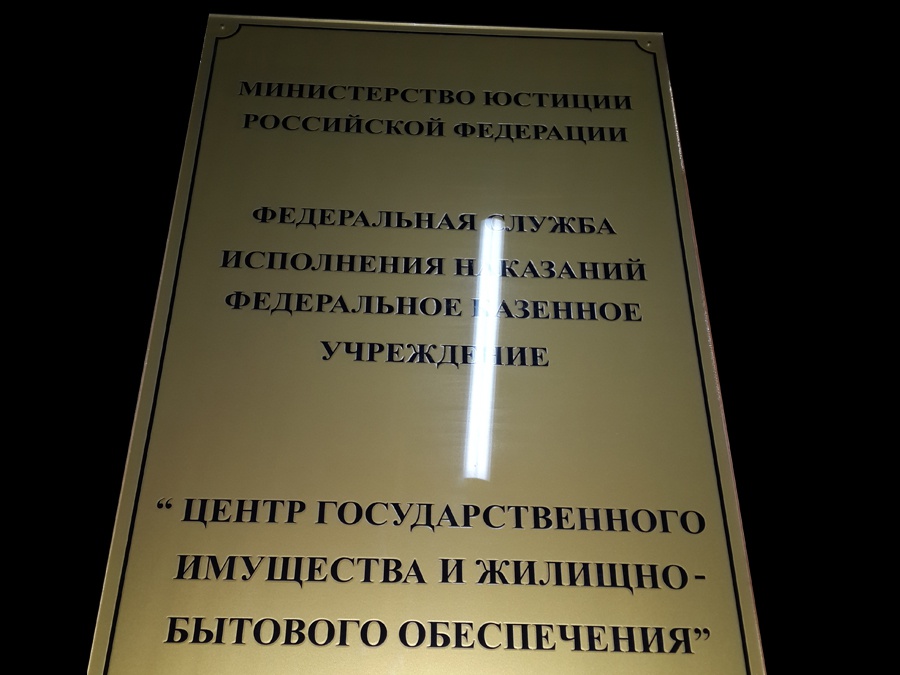 МИНИСТЕРСТВО ЮСТИЦИИ
РОССИЙСКОЙ ФЕДЕРАЦИИ
ФЕДЕРАЛЬНАЯ СЛУЖБА
ИСПОЛНЕНИЯ НАКАЗАНИЙ
ФЕДЕРАЛЬНОЕ КАЗЕННОЕ
УЧРЕЖДЕНИЕ
“ ЦЕНТР ГОСУДАРСТВЕННОГО
ИМУЩЕСТВА И ЖИЛИЩНО-
БЫТОВОГО ОБЕСПЕЧЕНИЯ”